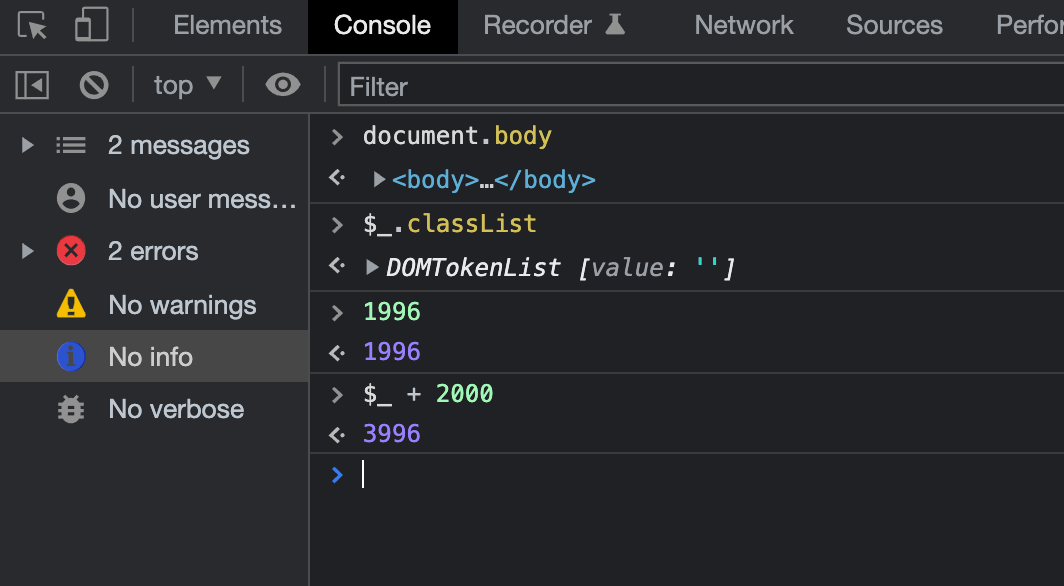 Elements Console Recorder Network Sources Perfor
top Filter
2 messages
No user mess…
2 errors
No warnings
No info
No verbose
document.body
<body>…</body>
$_.classList
DOMTokenList [value: '']
1996
1996
$_ + 2000
3996